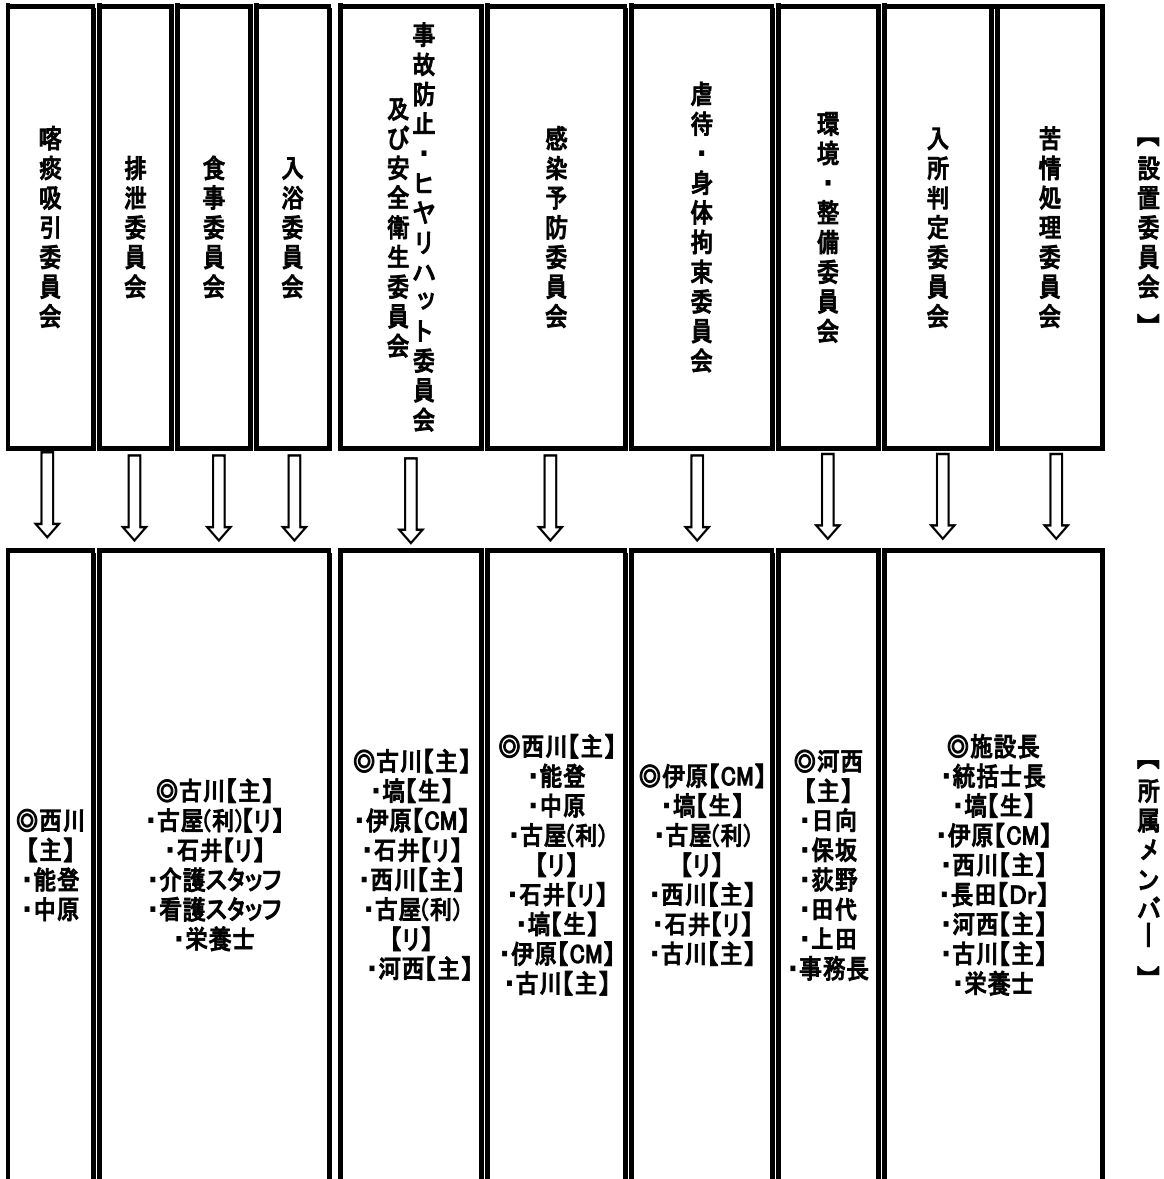 【設置委員会】
苦情処理委員会
入所判定委員会
環境・整備委員会
虐待・身体拘束委員会
感染予防委員会
事故防止・ヒヤリハット委員会
及び安全衛生委員会
入浴委員会
食事委員会
排泄委員会
喀痰吸引委員会
【所属メンバー】
◎施設長
・統括士長
・塙【生】
・伊原【CM】
・西川【主】
・長田【Dr】
・河西【主】
・古川【主】
・栄養士
◎河西
【主】
・日向
・保坂
・荻野
・田代
・上田
・事務長
◎伊原【CM】
・塙【生】
・古屋(利)
【リ】
・西川【主】
・石井【リ】
・古川【主】
◎西川【主】
・能登
・中原
・古屋(利)
【リ】
・石井【リ】
・塙【生】
・伊原【CM】
・古川【主】
◎古川【主】
・塙【生】
・伊原【CM】
・石井【リ】
・西川【主】
・古屋(利)
【リ】
・河西【主】
◎古川【主】
・古屋(利)【リ】
・石井【リ】
・介護スタッフ
・看護スタッフ
・栄養士
◎西川
【主】
・能登
・中原